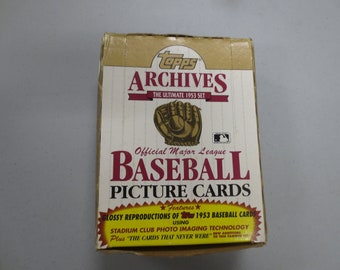 Topps
ARCHIVES
THE ULTIMATE 1953 SET
Official Major League
BASEBALL
PICTURE CARDS
Features
GLOSSY REPRODUCTIONS OF Topps 1953 BASEBALL CARDS
USING
STADIUM CLUB PHOTO IMAGING TECHNOLOGY
Plus "THE CARDS THAT NEVER WERE"